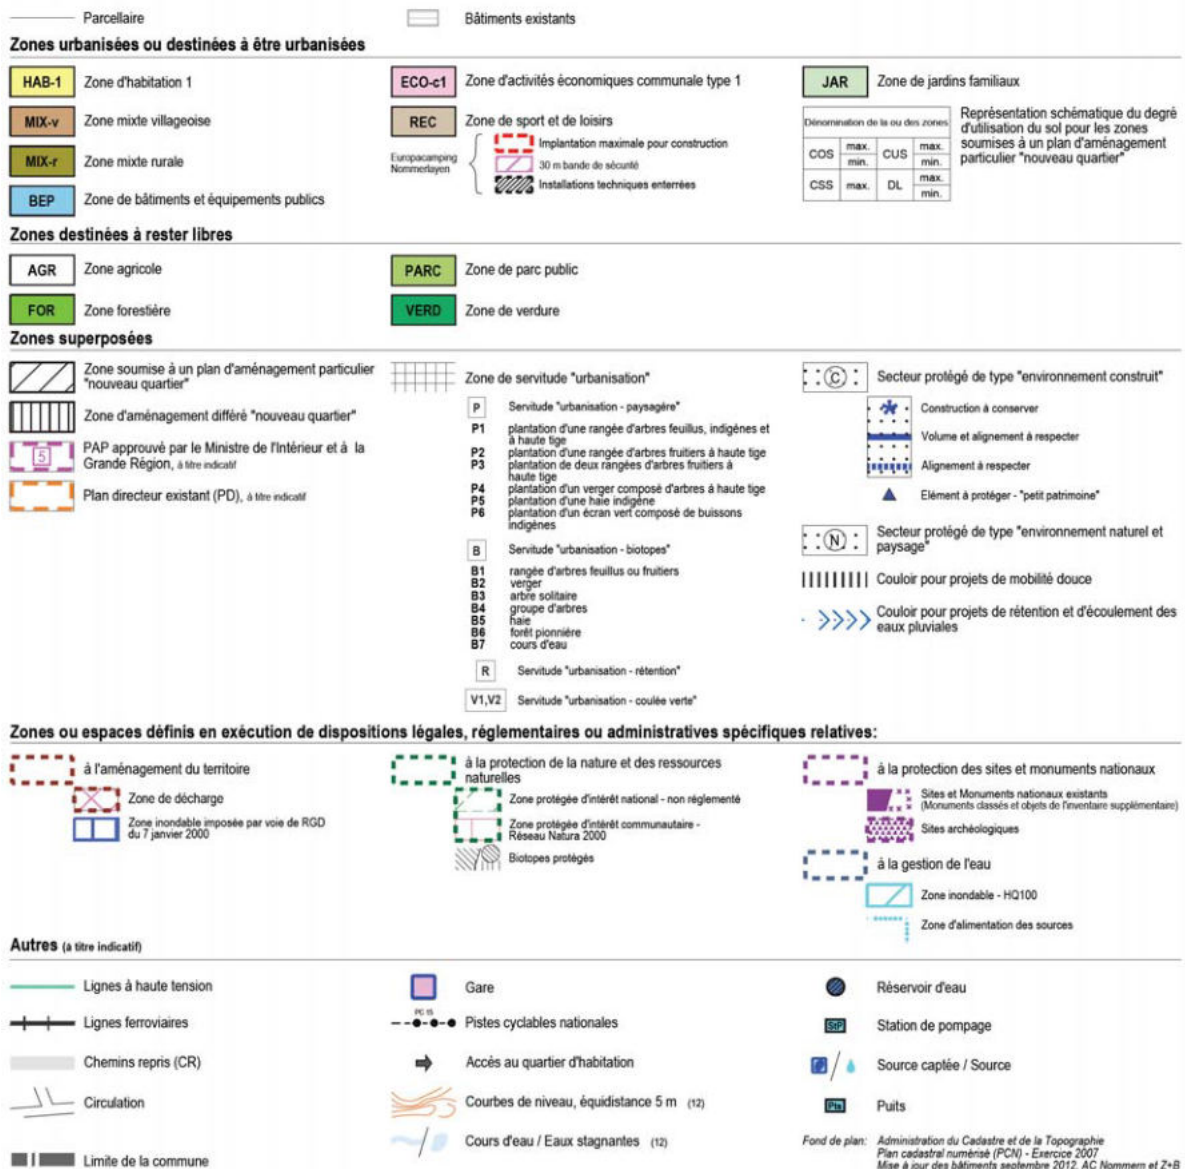 Parcellaire
Bâtiments existants
Zones urbanisées ou destinées à être urbanisées
HAB-1 Zone d'habitation 1
MIX-v Zone mixte villageoise
MIX-r Zone mixte rurale
BEP Zone de bâtiments et équipements publics
ECO-c1 Zone d'activités économiques communale type 1
REC Zone de sport et de loisirs
Europacamping
Nommerlayen
Implantation maximale pour construction
30 m bande de sécurité
Installations techniques enterrées
JAR Zone de jardins familiaux
Dénomination de la ou des zones
COS max. CUS max.
min. min.
CSS max. DL max.
min.
Représentation schématique du degré
d'utilisation du sol pour les zones
soumises à un plan d'aménagement
particulier "nouveau quartier"
Zones destinées à rester libres
AGR Zone agricole
FOR Zone forestière
PARC Zone de parc public
VERD Zone de verdure
Zones superposées
Zone soumise à un plan d'aménagement particulier
"nouveau quartier"
Zone d'aménagement différé "nouveau quartier"
5 PAP approuvé par le Ministre de l'Intérieur et à la
Grande Région, à titre indicatif
Plan directeur existant (PD), à titre indicatif
Zone de servitude "urbanisation"
P Servitude "urbanisation - paysagère"
P1 plantation d'une rangée d'arbres feuillus, indigènes et
à haute tige
P2 plantation d'une rangée d'arbres fruitiers à haute tige
P3 plantation de deux rangées d'arbres fruitiers à
haute tige
P4 plantation d'un verger composé d'arbres à haute tige
P5 plantation d'une haie indigène
P6 plantation d'un écran vert composé de buissons
indigènes
B Servitude "urbanisation - biotopes"
B1 rangée d'arbres feuillus ou fruitiers
B2 verger
B3 arbre solitaire
B4 groupe d'arbres
B5 haie
B6 forêt pionnière
B7 cours d'eau
R Servitude "urbanisation - rétention"
V1,V2 Servitude "urbanisation - coulée verte"
C Secteur protégé de type "environnement construit"
Construction à conserver
Volume et alignement à respecter
Alignement à respecter
Elément à protéger - "petit patrimoine"
N Secteur protégé de type "environnement naturel et
paysage"
Couloir pour projets de mobilité douce
Couloir pour projets de rétention et d'écoulement des
eaux pluviales
Zones ou espaces définis en exécution de dispositions légales, réglementaires ou administratives spécifiques relatives:
à l'aménagement du territoire
Zone de décharge
Zone inondable imposée par voie de RGD
du 7 janvier 2000
à la protection de la nature et des ressources
naturelles
Zone protégée d'intérêt national - non réglementé
Zone protégée d'intérêt communautaire -
Réseau Natura 2000
Biotopes protégés
à la protection des sites et monuments nationaux
Sites et Monuments nationaux existants
(Monuments classés et objets de l'inventaire supplémentaire)
Sites archéologiques
à la gestion de l'eau
Zone inondable - HQ100
Zone d'alimentation des sources
Autres (à titre indicatif)
Lignes à haute tension
Lignes ferroviaires
Chemins repris (CR)
Circulation
Limite de la commune
Gare
PC 15
Pistes cyclables nationales
Accès au quartier d'habitation
Courbes de niveau, équidistance 5 m (12)
Cours d'eau / Eaux stagnantes (12)
Réservoir d'eau
StP Station de pompage
Source captée / Source
Pts Puits
Fond de plan: Administration du Cadastre et de la Topographie
Plan cadastral numérisé (PCN) - Exercice 2007
Mise à jour des bâtiments septembre 2012, AC Nommern et Z+B